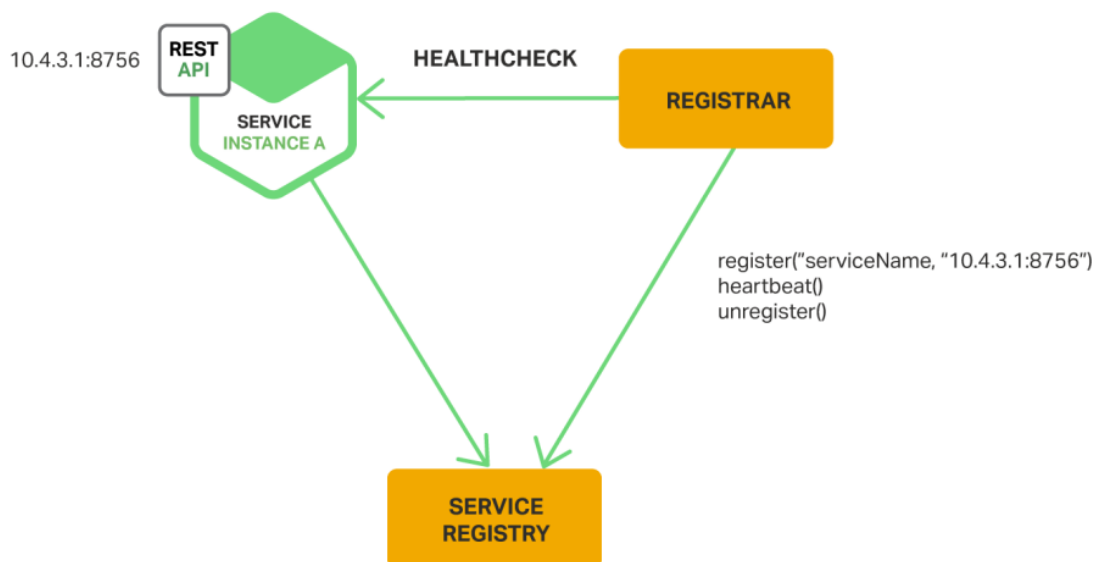 10.4.3.1:8756
REST
API
HEALTHCHECK
REGISTRAR
SERVICE
INSTANCE A
register("serviceName, “10.4.3.1:8756”)
heartbeat()
unregister()
SERVICE
REGISTRY